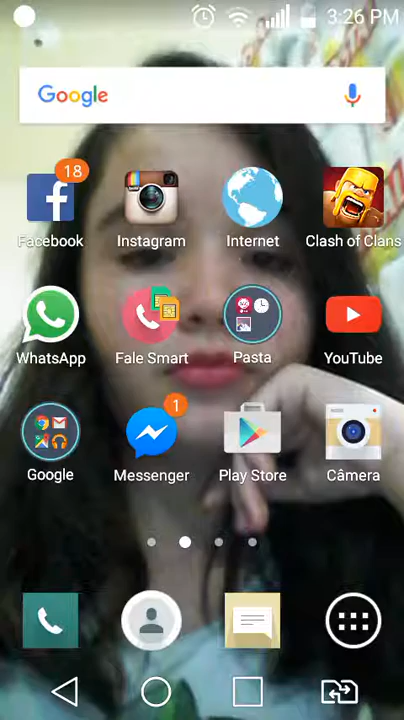 3:26 PM
Google
18
Facebook Instagram Internet Clash of Clans
WhatsApp Fale Smart Pasta YouTube
1
Google Messenger Play Store Câmera